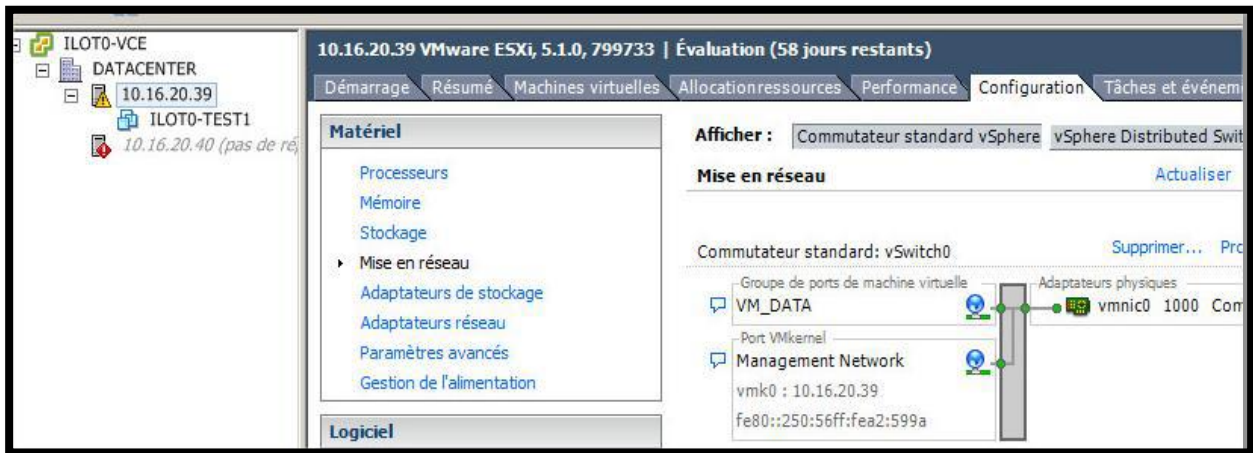 ILOT0-VCE
DATACENTER
10.16.20.39
ILOT0-TEST1
10.16.20.40 (pas de ré
10.16.20.39 VMware ESXi, 5.1.0, 799733 | Évaluation (58 jours restants)
Démarrage Résumé Machines virtuelles Allocation ressources Performance Configuration Tâches et événem
Matériel
Processeurs
Mémoire
Stockage
Mise en réseau
Adaptateurs de stockage
Adaptateurs réseau
Paramètres avancés
Gestion de l'alimentation
Logiciel
Afficher : Commutateur standard vSphere vSphere Distributed Swit
Mise en réseau Actualiser
Commutateur standard: vSwitch0 Supprimer... Pro
Groupe de ports de machine virtuelle Adaptateurs physiques
VM_DATA vmnic0 1000 Com
Port VMkernel
Management Network
vmk0 : 10.16.20.39
fe80::250:56ff:fea2:599a